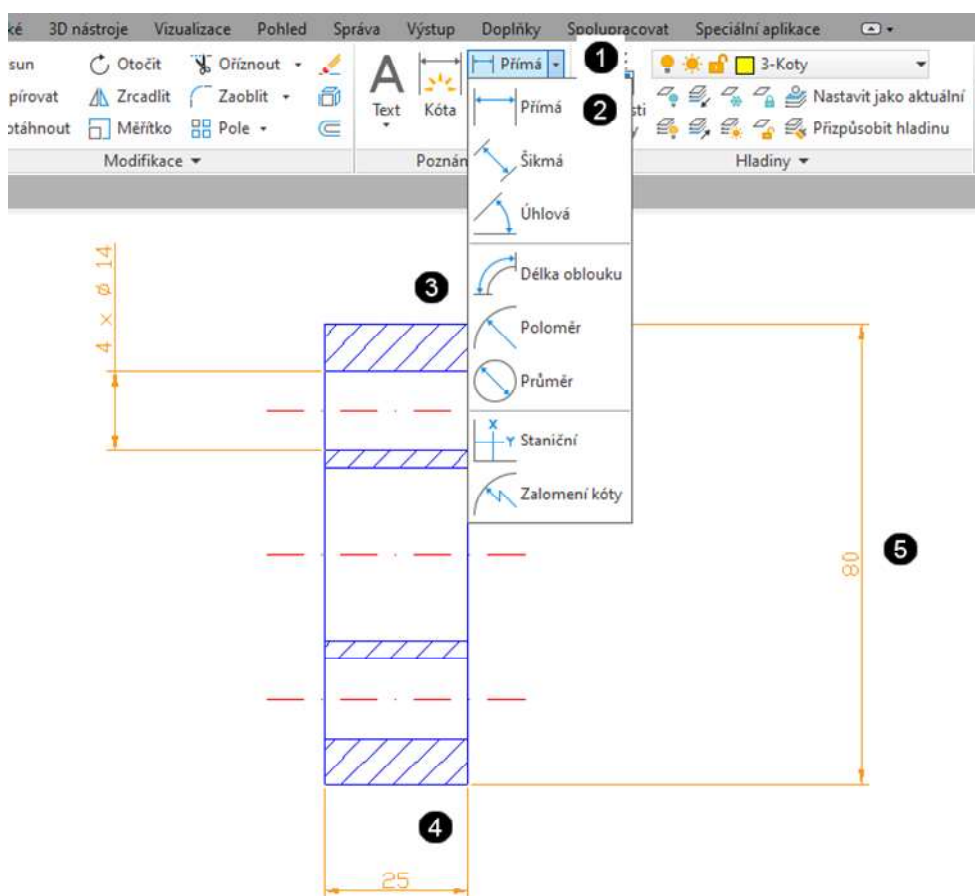 ké 3D nástroje Vizualizace Pohled Správa Výstup Doplňky Spolupracovat Speciální aplikace
sun Otočit Oříznout
pírovat Zrcadlit Zaoblit
otáhnout Měřítko Pole
Modifikace
A
Text Kóta
Poznám
Přímá 1
Přímá 2
Šikmá
Úhlová
Délka oblouku
Poloměr
Průměr
X
Y Staniční
Zalomení kóty
sti
y
3-Koty
Nastavit jako aktuální
Přizpůsobit hladinu
Hladiny
4 × ø 14
3
80
5
4
25